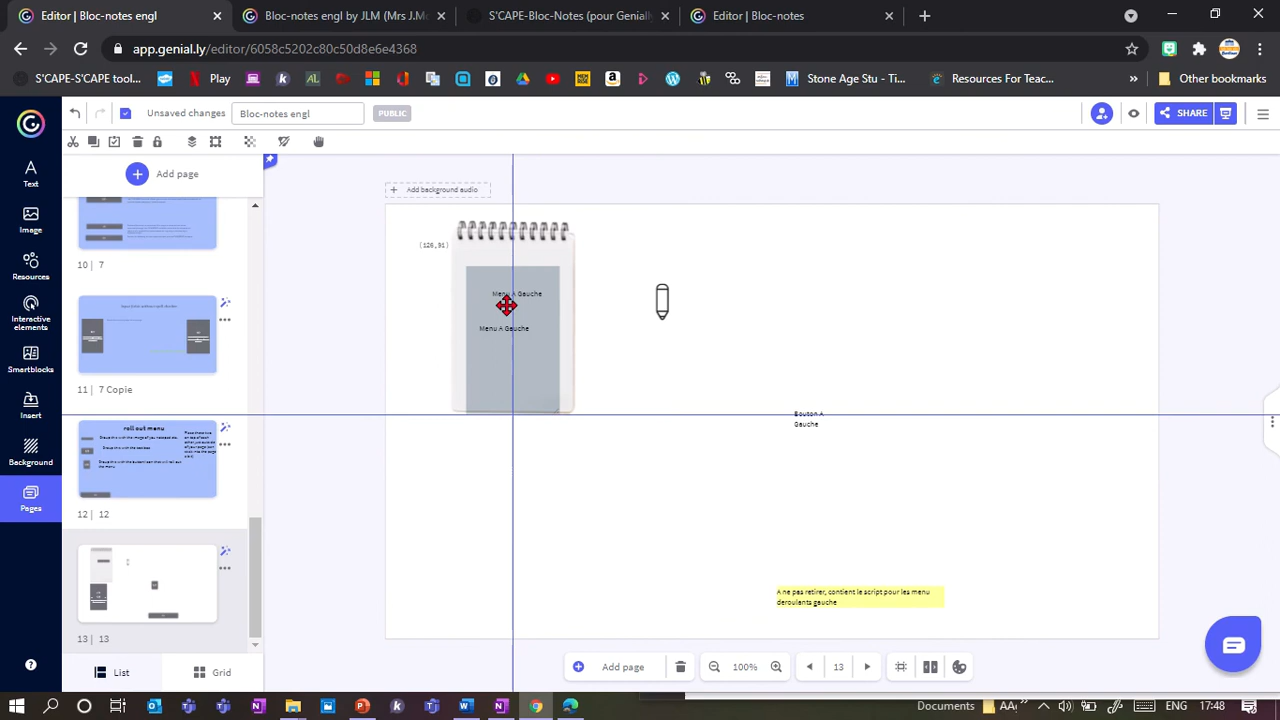 Editor | Bloc-notes
Bloc-notes engl by JLM (Mrs J.M
S'CAPE-Bloc-Notes (pour Genially
Editor | Bloc-notes
app.genial.ly/editor/6058c5202c80c50d8e6e4368
S'CAPE-S'CAPE tool...
Play
Stone Age Stu - Ti...
Resources For Teac...
Other bookmarks
Unsaved changes
Bloc-notes engl
PUBLIC
SHARE
Text
Image
Resources
Interactive
elements
Smartblocks
Insert
Background
Pages
Add page
10 | 7
11 | 7 Copie
roll out menu
12 | 12
13 | 13
List
Grid
Add background audio
(126,91)
Menu A Gauche
Menu A Gauche
Bouton A
Gauche
A ne pas retirer, contient le script pour les menu
deroulants gauche
Add page
100%
13
Documents
17:48